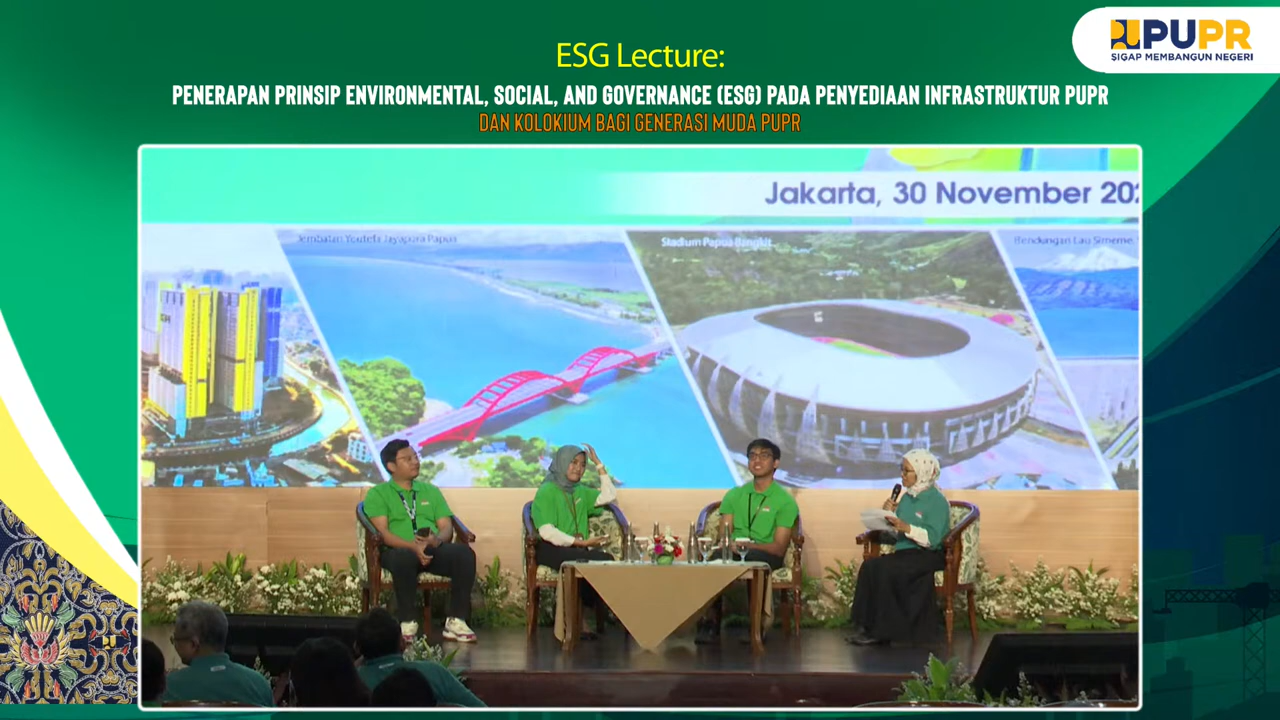 ESG Lecture:
PENERAPAN PRINSIP ENVIRONMENTAL, SOCIAL, AND GOVERNANCE (ESG) PADA PENYEDIAAN INFRASTRUKTUR PUPR
DAN KOLOKIUM BAGI GENERASI MUDA PUPR
PUPR
SIGAP MEMBANGUN NEGERI
Jakarta, 30 November 202
Jembatan Youtefa Jayapura Papua
Stadium Papua Bangkit
Bendungan Lau Simeme,